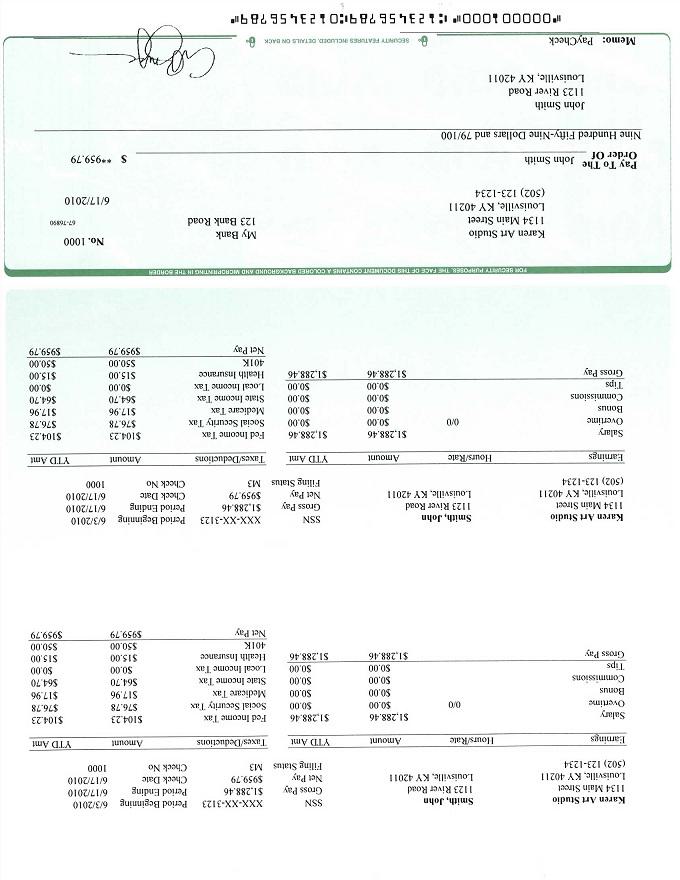 Karen Art Studio Smith, John SSN XXX-XX-3123 Period Beginning 6/3/2010
1134 Main Street 1123 River Road Gross Pay $1,288.46 Period Ending 6/17/2010
Louisville, KY 40211 Louisville, KY 42011 Net Pay $959.79 Check Date 6/17/2010
(502) 123-1234 Filing Status M3 Check No 1000
Earnings Hours/Rate Amount YTD Amt Taxes/Deductions Amount YTD Amt
Salary $1,288.46 $1,288.46 Fed Income Tax $104.23 $104.23
Overtime 0/0 $0.00 $0.00 Social Security Tax $76.78 $76.78
Bonus $0.00 $0.00 Medicare Tax $17.96 $17.96
Commissions $0.00 $0.00 State Income Tax $64.70 $64.70
Tips $0.00 $0.00 Local Income Tax $0.00 $0.00
Gross Pay $1,288.46 $1,288.46 Health Insurance $15.00 $15.00
401K $50.00 $50.00
Net Pay $959.79 $959.79
Karen Art Studio Smith, John SSN XXX-XX-3123 Period Beginning 6/3/2010
1134 Main Street 1123 River Road Gross Pay $1,288.46 Period Ending 6/17/2010
Louisville, KY 40211 Louisville, KY 42011 Net Pay $959.79 Check Date 6/17/2010
(502) 123-1234 Filing Status M3 Check No 1000
Earnings Hours/Rate Amount YTD Amt Taxes/Deductions Amount YTD Amt
Salary $1,288.46 $1,288.46 Fed Income Tax $104.23 $104.23
Overtime 0/0 $0.00 $0.00 Social Security Tax $76.78 $76.78
Bonus $0.00 $0.00 Medicare Tax $17.96 $17.96
Commissions $0.00 $0.00 State Income Tax $64.70 $64.70
Tips $0.00 $0.00 Local Income Tax $0.00 $0.00
Gross Pay $1,288.46 $1,288.46 Health Insurance $15.00 $15.00
401K $50.00 $50.00
Net Pay $959.79 $959.79
FOR SECURITY PURPOSES, THE FACE OF THIS DOCUMENT CONTAINS A COLORED BACKGROUND AND MICROPRINTING IN THE BORDER
Karen Art Studio My Bank No. 1000
1134 Main Street 123 Bank Road 67-76890
Louisville, KY 40211
(502) 123-1234 6/17/2010
Pay To The
Order Of John Smith $ **959.79
Nine Hundred Fifty-Nine Dollars and 79/100
John Smith
1123 River Road
Louisville, KY 42011
Memo: PayCheck
SECURITY FEATURES INCLUDED. DETAILS ON BACK
⑈000001000⑈ ⑆123456789⑆0123456789⑈